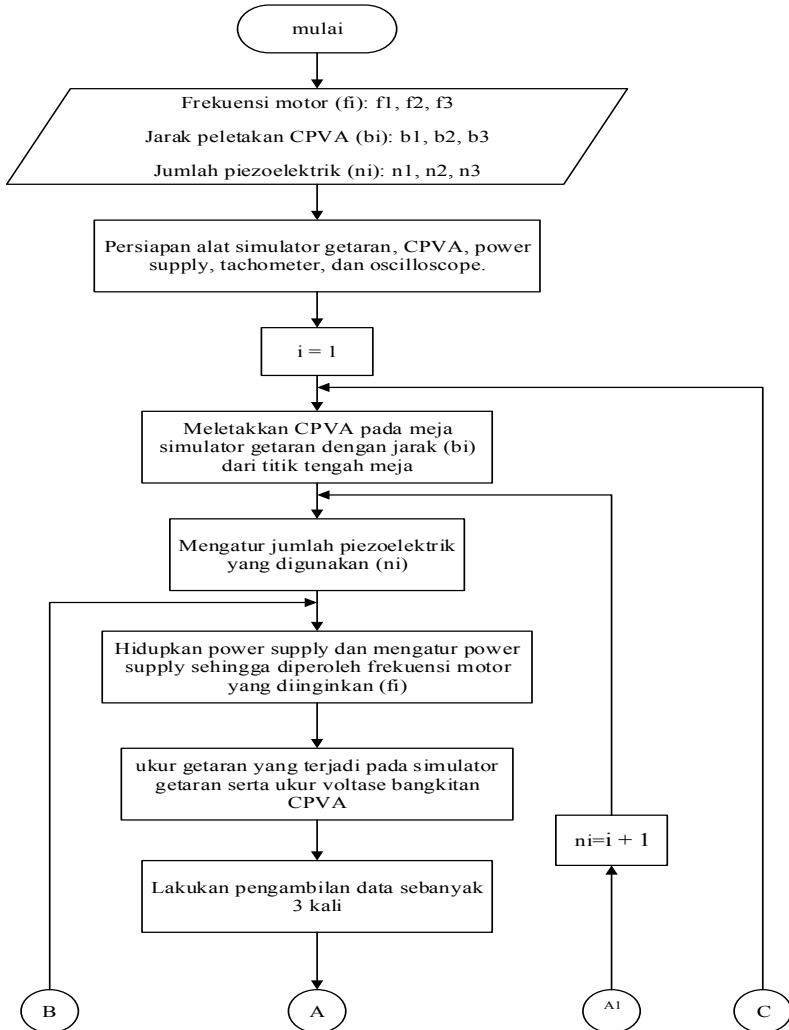 mulai
Frekuensi motor (fi): f1, f2, f3
Jarak peletakan CPVA (bi): b1, b2, b3
Jumlah piezoelektrik (ni): n1, n2, n3
Persiapan alat simulator getaran, CPVA, power
supply, tachometer, dan oscilloscope.
i = 1
Meletakkan CPVA pada meja
simulator getaran dengan jarak (bi)
dari titik tengah meja
Mengatur jumlah piezoelektrik
yang digunakan (ni)
Hidupkan power supply dan mengatur power
supply sehingga diperoleh frekuensi motor
yang diinginkan (fi)
ukur getaran yang terjadi pada simulator
getaran serta ukur voltase bangkitan
CPVA
ni=i + 1
Lakukan pengambilan data sebanyak
3 kali
B
A
A1
C